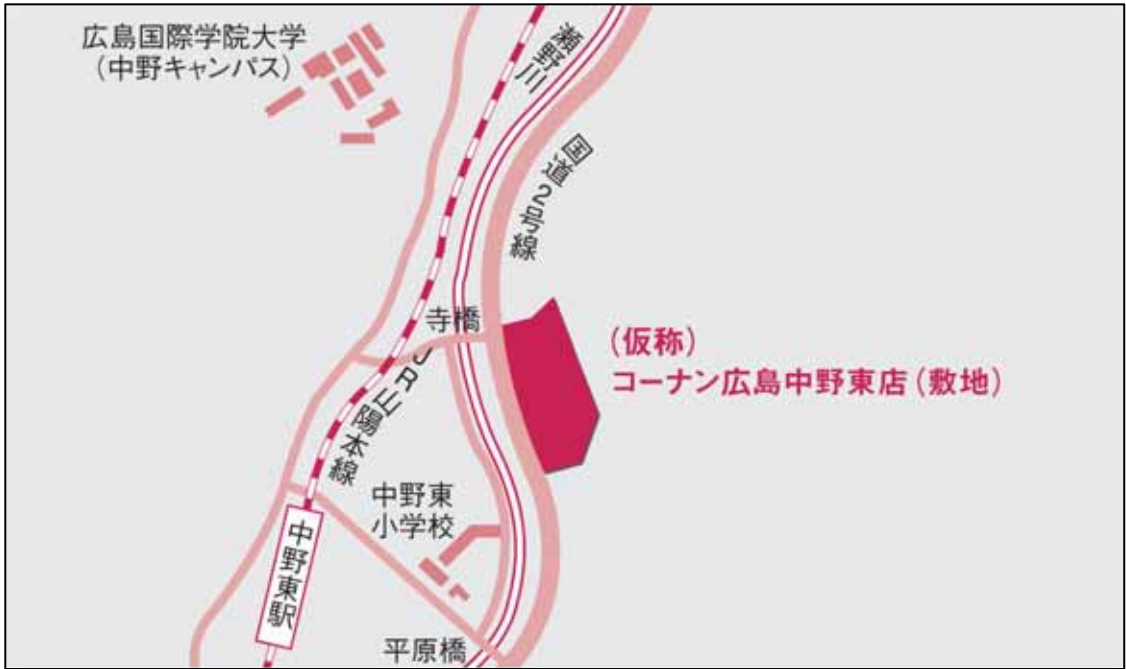 広島国際学院大学
（中野キャンパス）
瀬野川
国道2号線
寺橋
（仮称）
コーナン広島中野東店（敷地）
JR山陽本線
中野東
小学校
中野東駅
平原橋